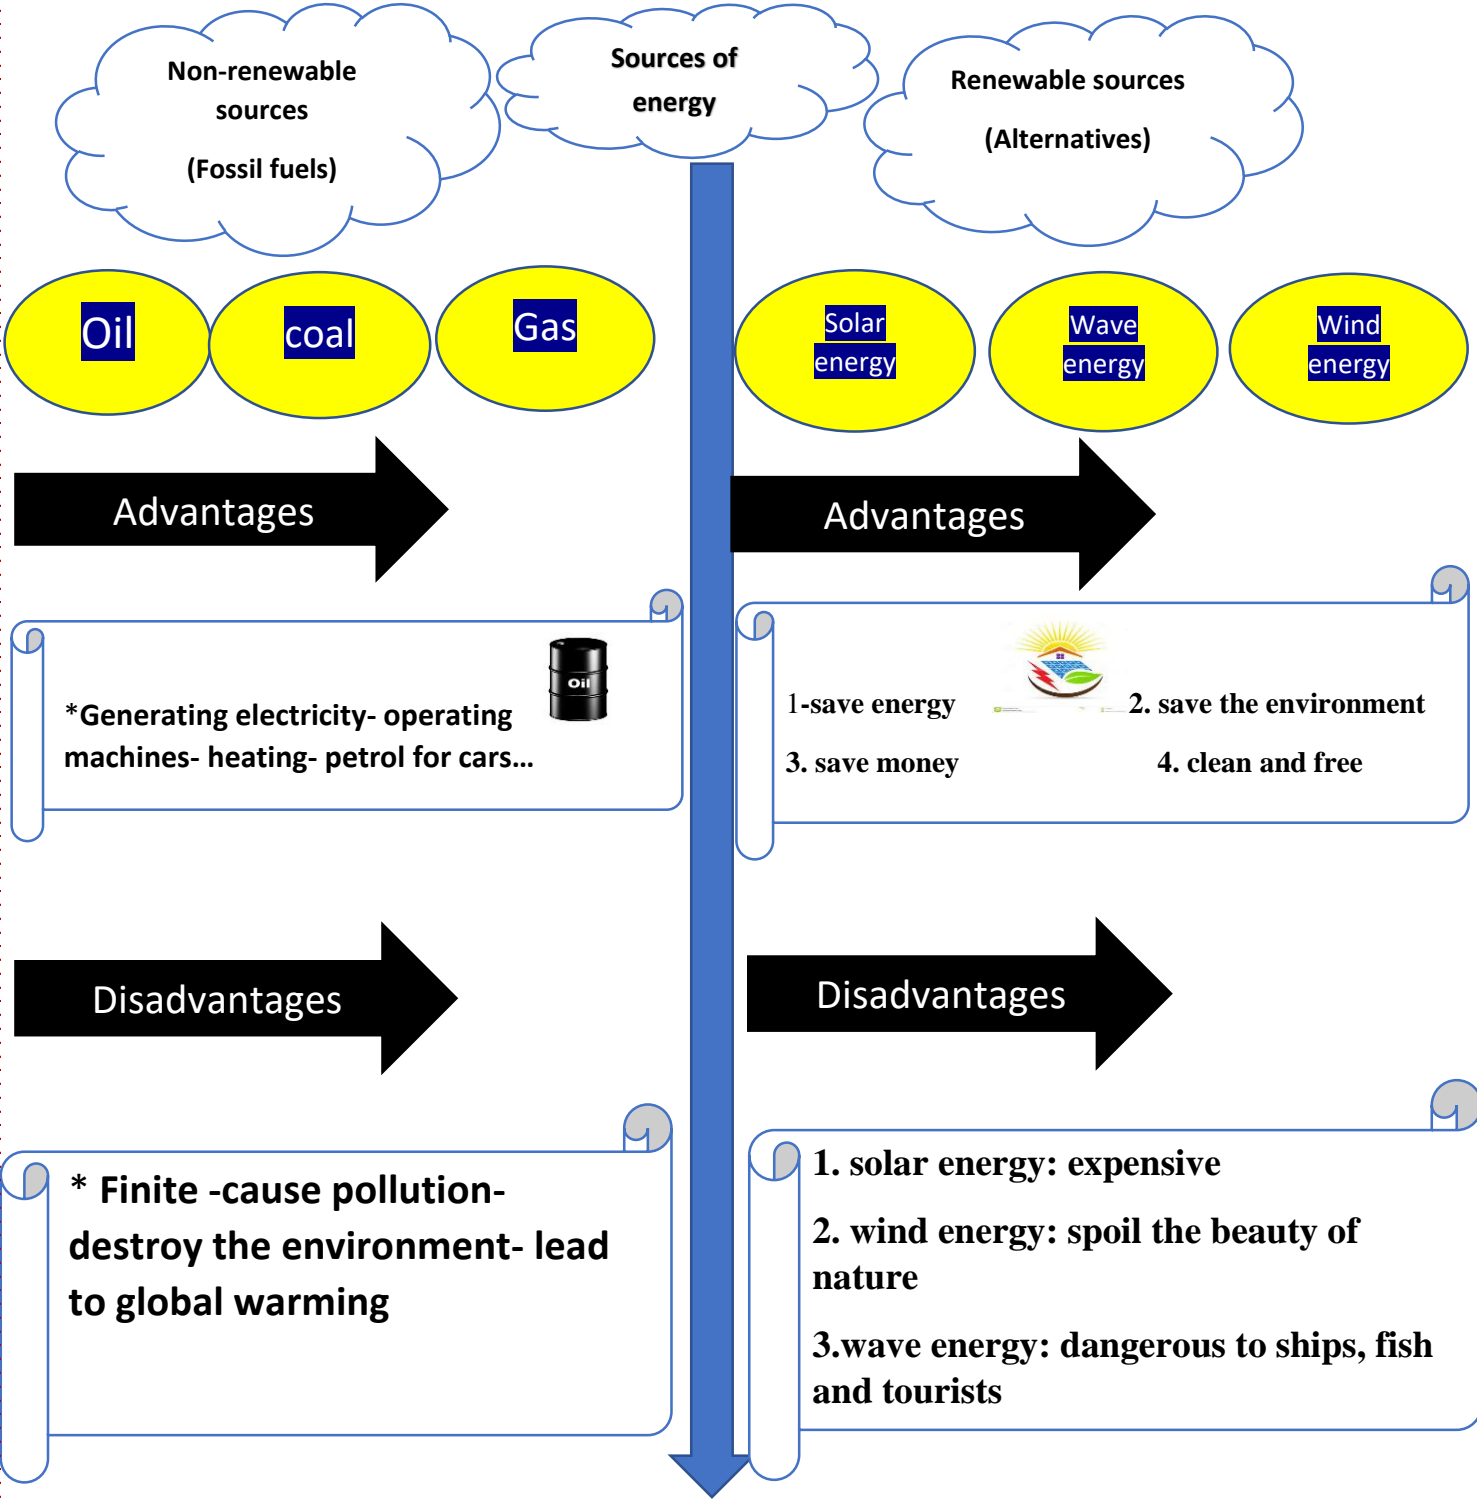 Non-renewable
sources
(Fossil fuels)
Sources of
energy
Renewable sources
(Alternatives)
Oil
coal
Gas
Solar
energy
Wave
energy
Wind
energy
Advantages
Advantages
Oil
*Generating electricity- operating
machines- heating- petrol for cars...
1-save energy
2. save the environment
3. save money
4. clean and free
Disadvantages
Disadvantages
* Finite -cause pollution-
destroy the environment- lead
to global warming
1. solar energy: expensive
2. wind energy: spoil the beauty of
nature
3.wave energy: dangerous to ships, fish
and tourists